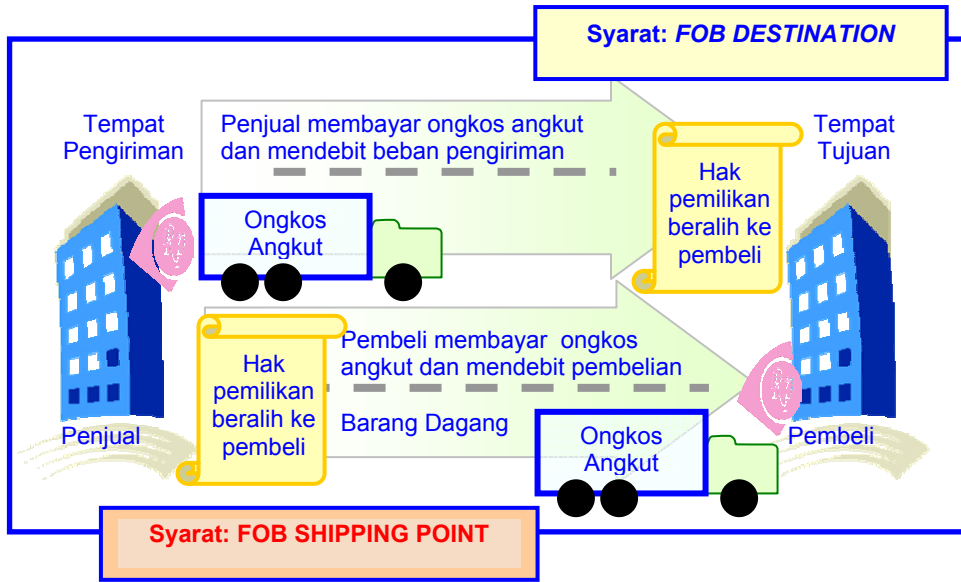 Syarat: FOB DESTINATION
Tempat
Pengiriman
Penjual membayar ongkos angkut
dan mendebit beban pengiriman
Tempat
Tujuan
Hak
pemilikan
beralih ke
pembeli
Ongkos
Angkut
Hak
pemilikan
beralih ke
pembeli
Pembeli membayar ongkos
angkut dan mendebit pembelian
Barang Dagang
Ongkos
Angkut
Penjual
Pembeli
Syarat: FOB SHIPPING POINT